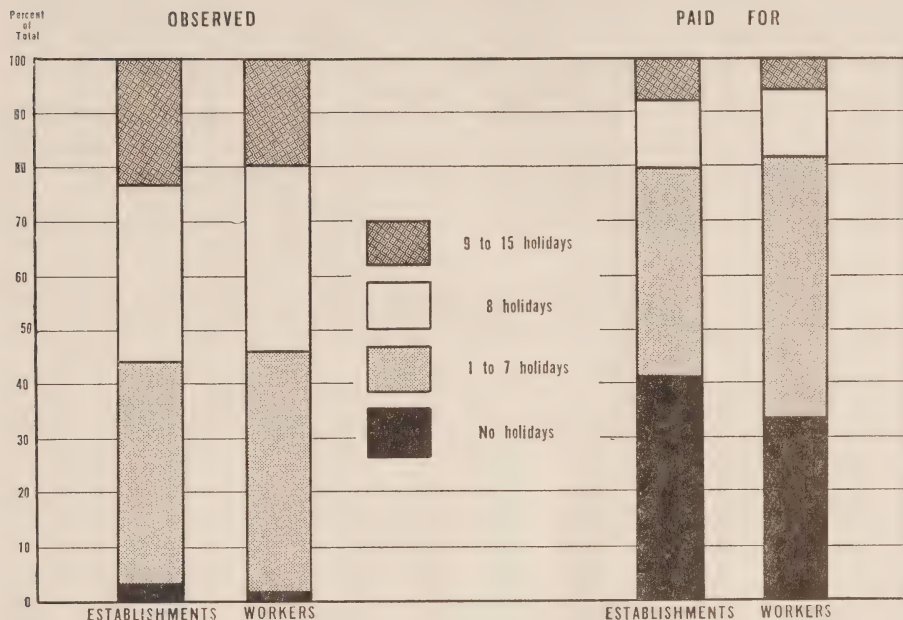 Percent
of
Total
OBSERVED
PAID FOR
100
90
80
70
60
50
40
30
20
10
0
9 to 15 holidays
8 holidays
1 to 7 holidays
No holidays
ESTABLISHMENTS WORKERS
ESTABLISHMENTS WORKERS